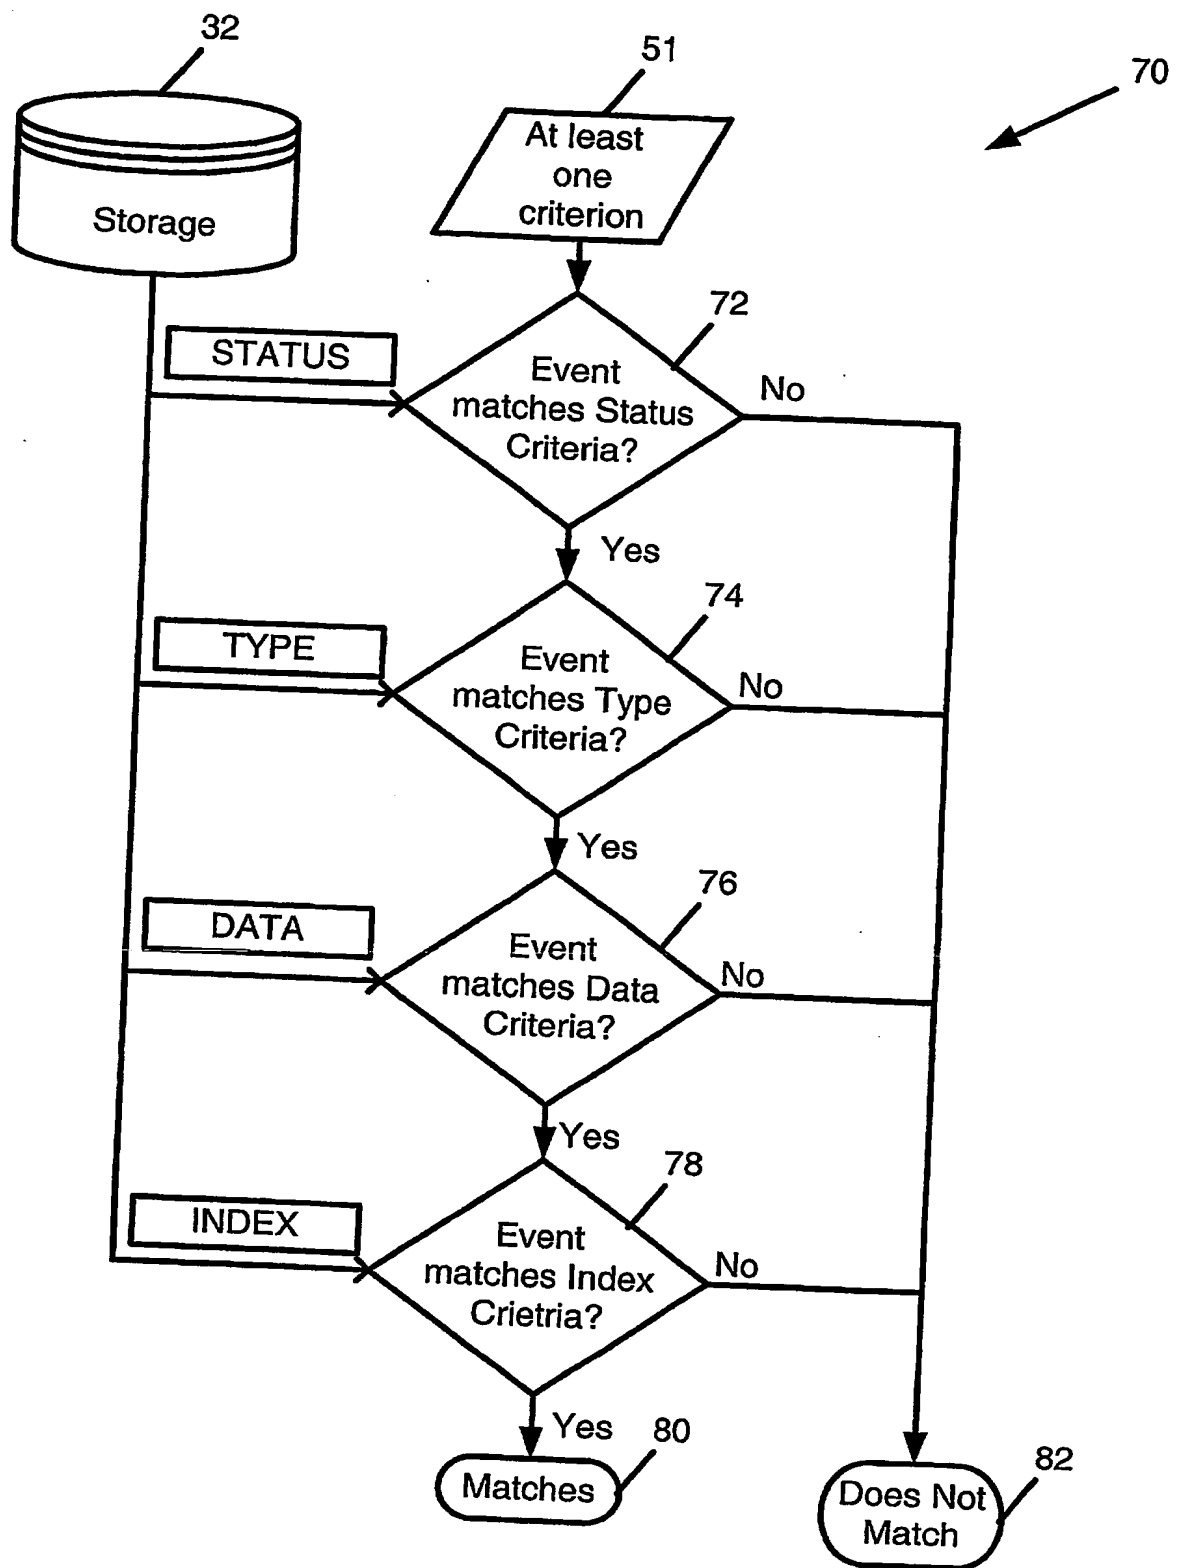 32
51
70
At least
one
criterion
Storage
72
STATUS
Event
matches Status
Criteria?
No
Yes
74
TYPE
Event
matches Type
Criteria?
No
Yes
76
DATA
Event
matches Data
Criteria?
No
Yes
78
INDEX
Event
matches Index
Crietria?
No
Yes
80
Matches
82
Does Not
Match